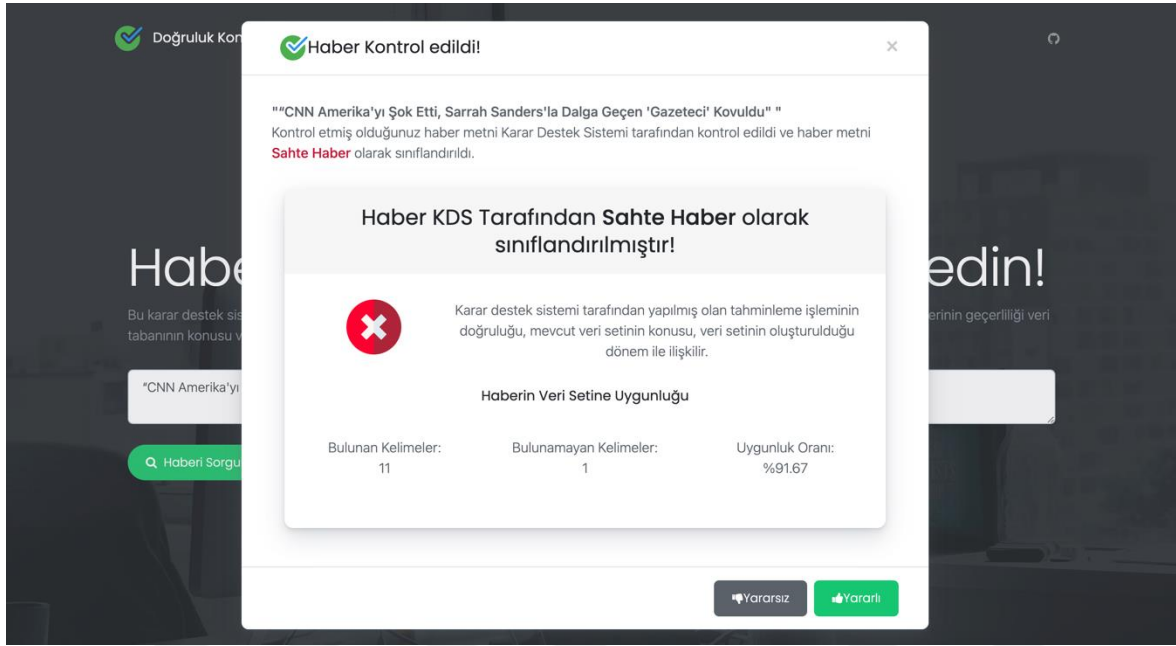 Doğruluk Kon
Haber Kontrol edildi!
×
""CNN Amerika'yı Şok Etti, Sarrah Sanders'la Dalga Geçen 'Gazeteci' Kovuldu" "
Kontrol etmiş olduğunuz haber metni Karar Destek Sistemi tarafından kontrol edildi ve haber metni
Sahte Haber olarak sınıflandırıldı.
Haber KDS Tarafından Sahte Haber olarak
sınıflandırılmıştır!
Habe edin!
Bu karar destek sis erinin geçerliliği veri
tabanının konusu v
Karar destek sistemi tarafından yapılmış olan tahminleme işleminin
doğruluğu, mevcut veri setinin konusu, veri setinin oluşturulduğu
dönem ile ilişkilir.
"CNN Amerika'yı
Haberin Veri Setine Uygunluğu
Bulunan Kelimeler: Bulunamayan Kelimeler: Uygunluk Oranı:
11 1 %91.67
Haberi Sorgu
Yararsız Yararlı